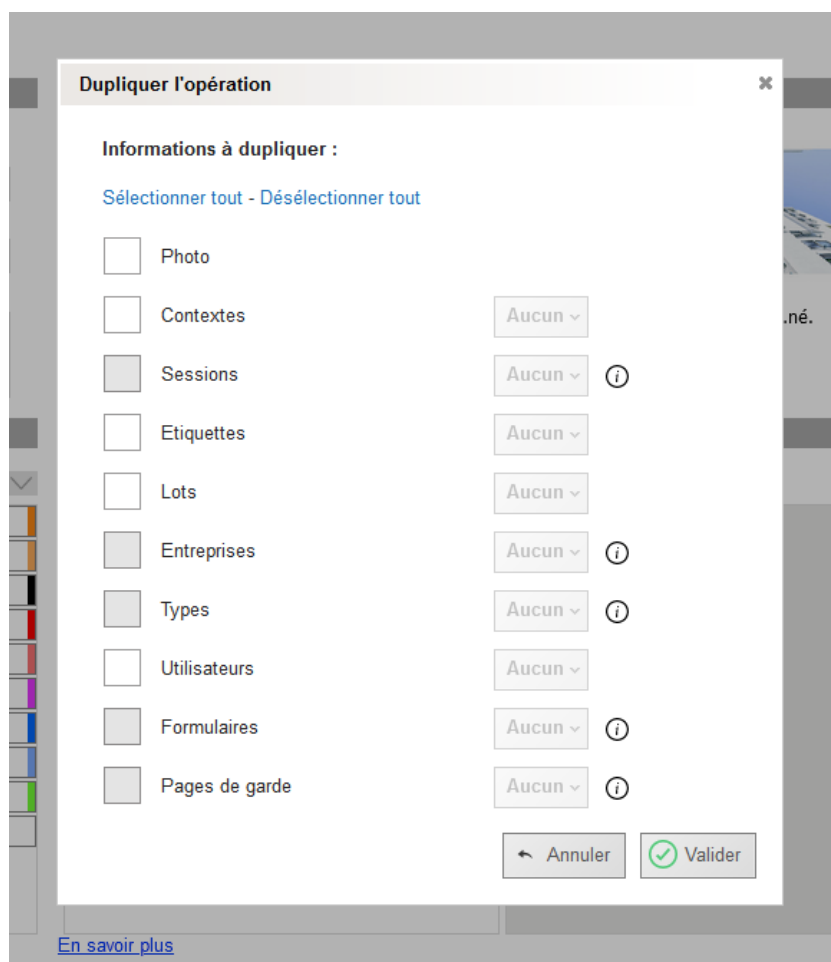 Dupliquer l'opération
Informations à dupliquer :
Sélectionner tout - Désélectionner tout
Photo
Contextes Aucun
.né.
Sessions Aucun i
Etiquettes Aucun
Lots Aucun
Entreprises Aucun i
Types Aucun i
Utilisateurs Aucun
Formulaires Aucun i
Pages de garde Aucun i
Annuler Valider
En savoir plus